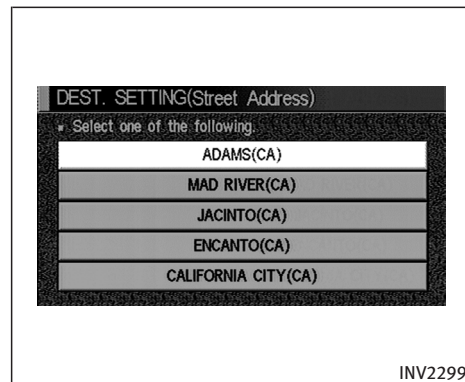 DEST. SETTING(Street Address)
Select one of the following.
ADAMS(CA)
MAD RIVER(CA)
JACINTO(CA)
ENCANTO(CA)
CALIFORNIA CITY(CA)
INV2299